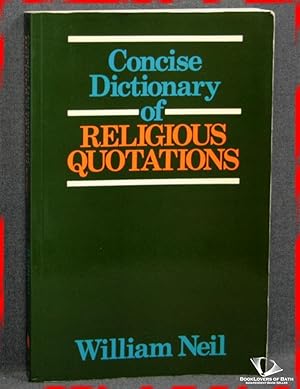 Concise
Dictionary
of
RELIGIOUS
QUOTATIONS
William Neil
BOOKLOVERS OF BATH